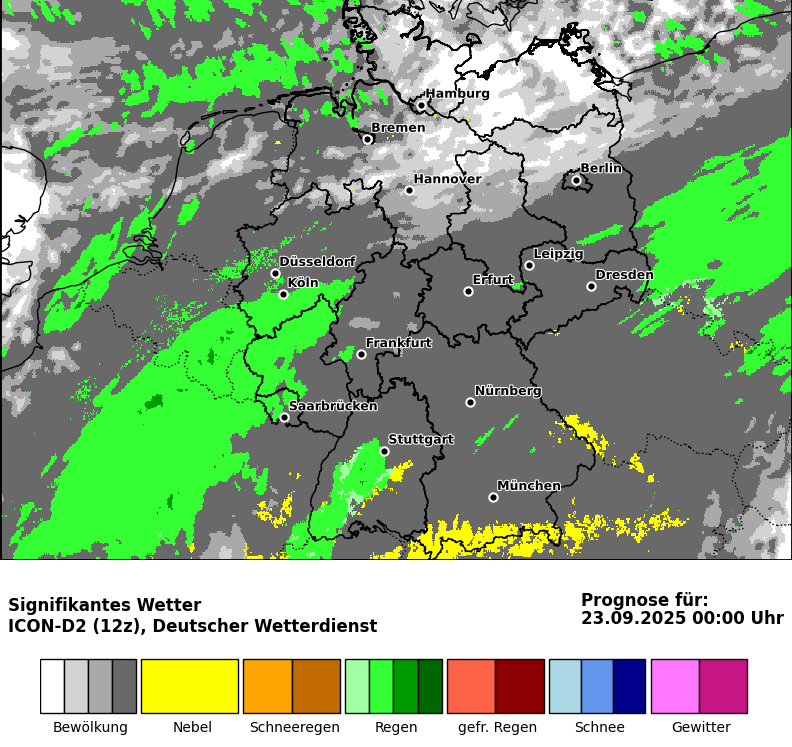 Hamburg
Bremen
Berlin
Hannover
Leipzig
Düsseldorf
Dresden
Köln
Erfurt
Frankfurt
Nürnberg
Saarbrücken
Stuttgart
München
Signifikantes Wetter
ICON-D2 (12z), Deutscher Wetterdienst
Prognose für:
23.09.2025 00:00 Uhr
Bewölkung Nebel Schneeregen Regen gefr. Regen Schnee Gewitter